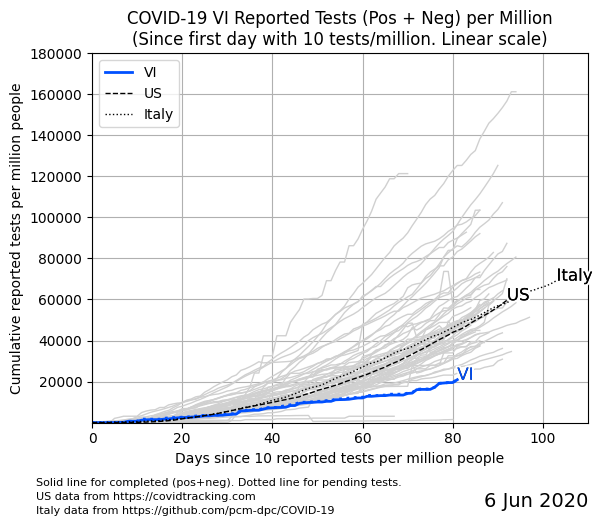 COVID-19 VI Reported Tests (Pos + Neg) per Million
(Since first day with 10 tests/million. Linear scale)
Cumulative reported tests per million people
180000
160000
140000
120000
100000
80000
60000
40000
20000
VI
US
Italy
Italy
US
VI
0 20 40 60 80 100
Days since 10 reported tests per million people
Solid line for completed (pos+neg). Dotted line for pending tests.
US data from https://covidtracking.com
Italy data from https://github.com/pcm-dpc/COVID-19
6 Jun 2020